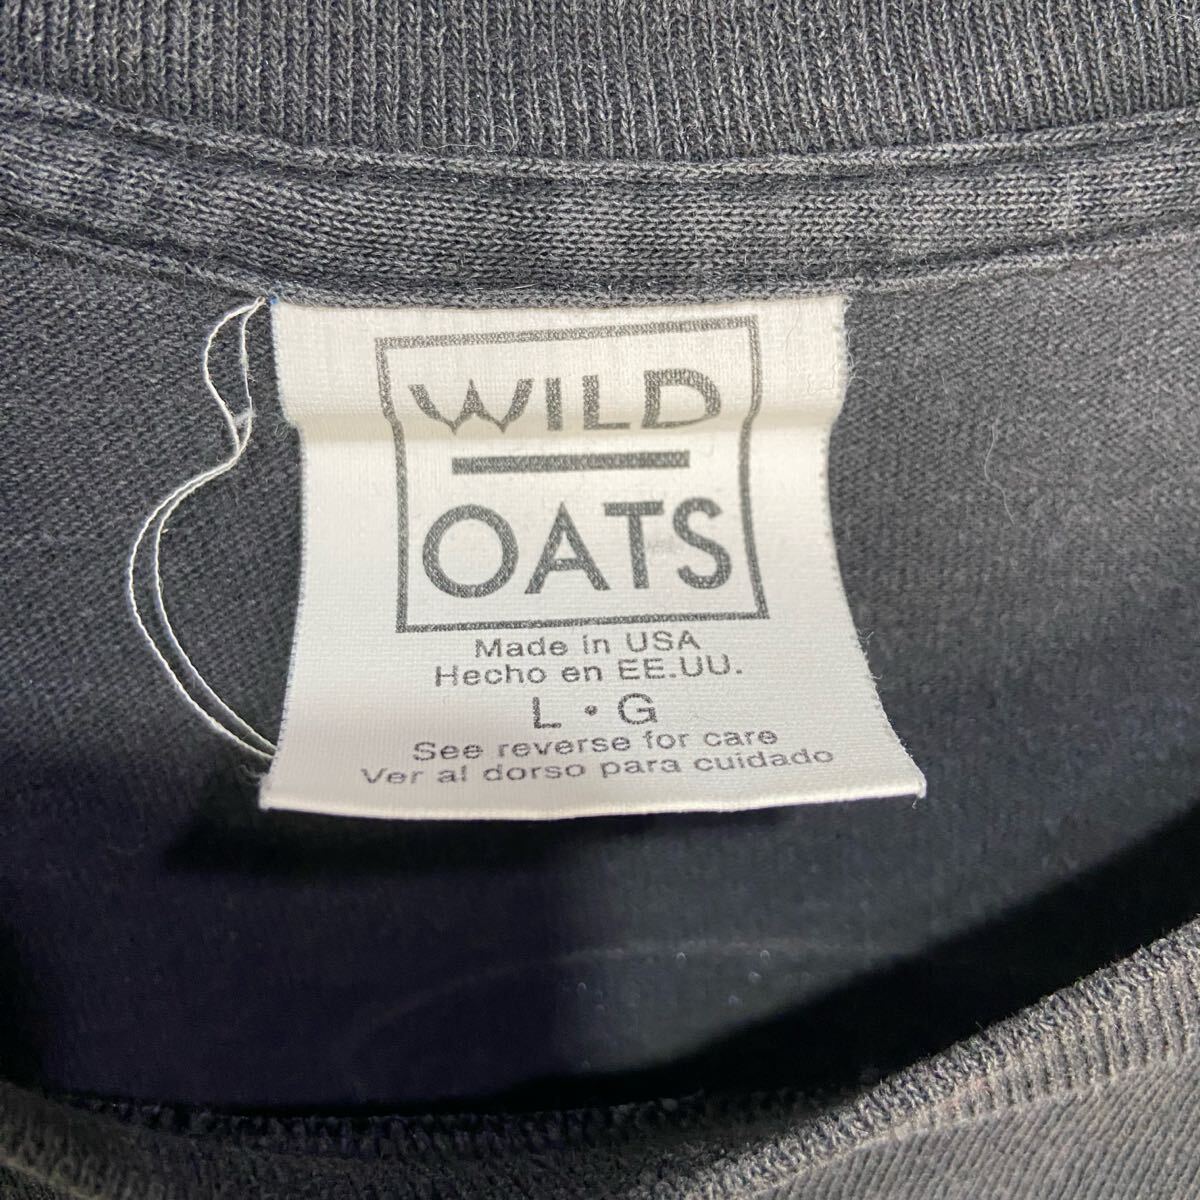 WILD
OATS
Made in USA
Hecho en EE.UU.
L • G
See reverse for care
Ver al dorso para cuidado